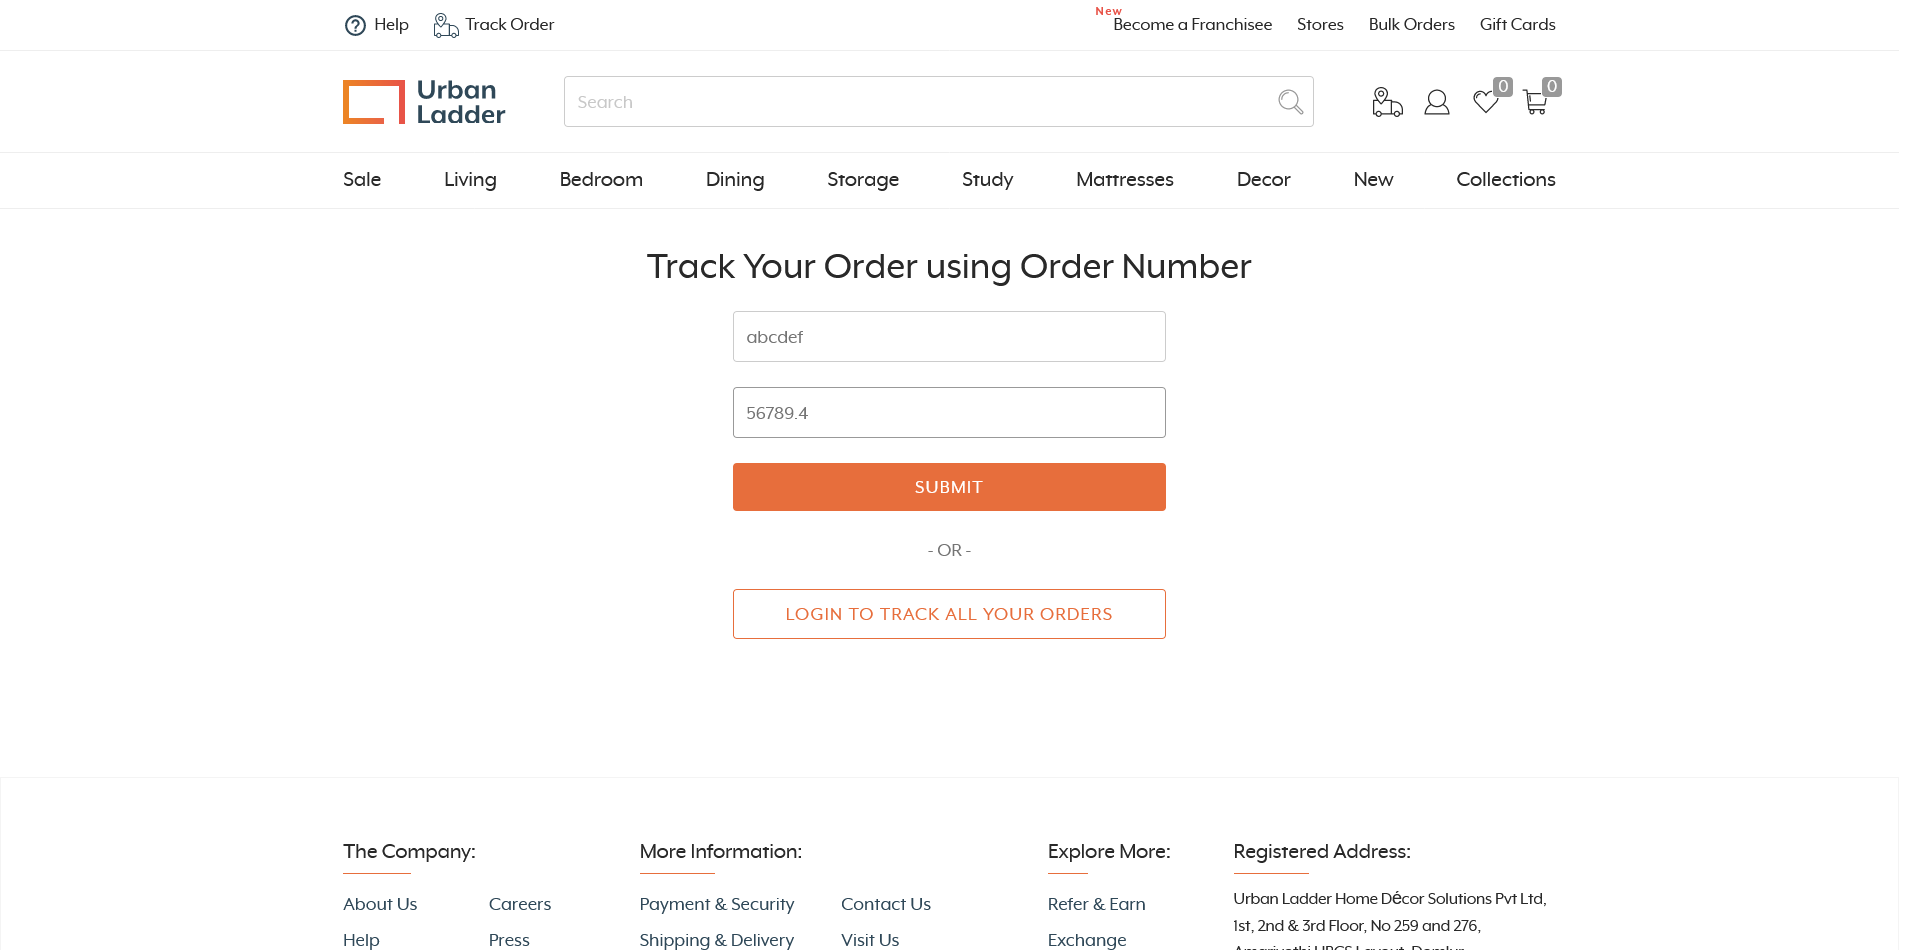 Help
Track Order
New
Become a Franchisee
Stores
Bulk Orders
Gift Cards
Urban
Ladder
Search
0
0
Sale
Living
Bedroom
Dining
Storage
Study
Mattresses
Decor
New
Collections
Track Your Order using Order Number
abcdef
56789.4
SUBMIT
- OR -
LOGIN TO TRACK ALL YOUR ORDERS
The Company:
About Us
Careers
Help
Press
More Information:
Payment & Security
Contact Us
Shipping & Delivery
Visit Us
Explore More:
Refer & Earn
Exchange
Registered Address:
Urban Ladder Home Décor Solutions Pvt Ltd,
1st, 2nd & 3rd Floor, No 259 and 276,